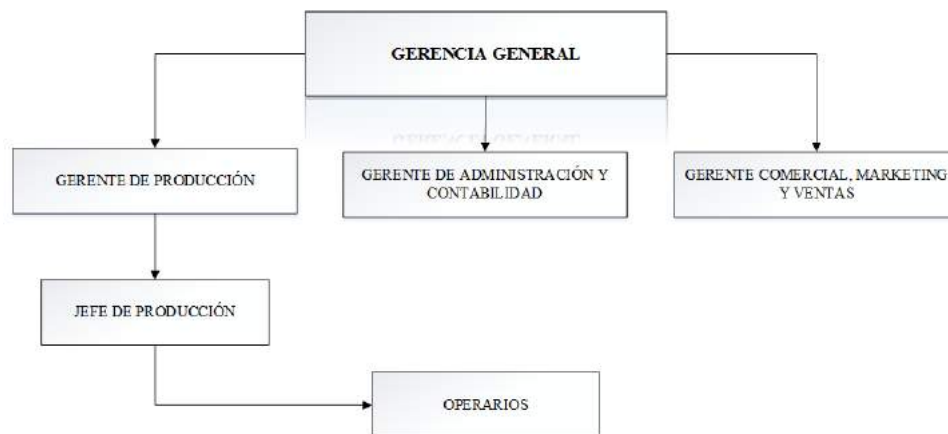 GERENCIA GENERAL
GERENTE DE PRODUCCIÓN
GERENTE DE ADMINISTRACIÓN Y
CONTABILIDAD
GERENTE COMERCIAL, MARKETING
Y VENTAS
JEFE DE PRODUCCIÓN
OPERARIOS